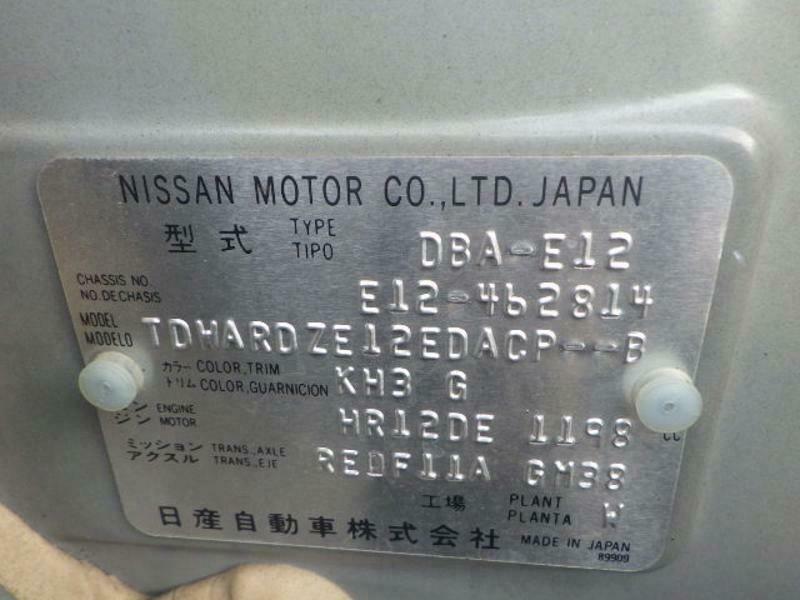 NISSAN MOTOR CO.,LTD. JAPAN
型式 TYPE TIPO DBA-E12
CHASSIS NO. NO.DE CHASIS E12-462814
MODEL MODELO TDHARDZE12EDACP--B
カラー COLOR,TRIM
トリム COLOR,GUARNICION KH3 G
ン ENGINE
ジン MOTOR HR12DE 1198 CC
ミッション TRANS.,AXLE
アクスル TRANS.,EJE RE0F11A GM38
工場 PLANT PLANTA W
日産自動車株式会社 MADE IN JAPAN
89909